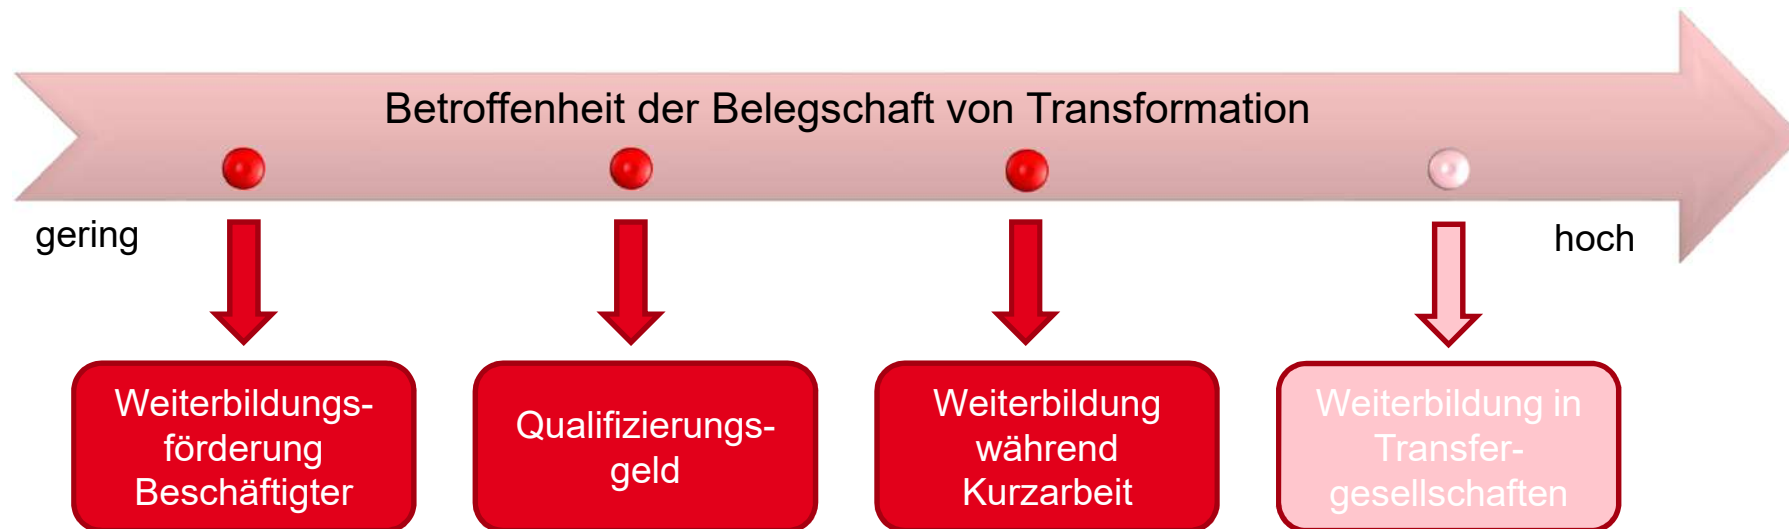 Betroffenheit der Belegschaft von Transformation
gering
hoch
Weiterbildungs-
förderung
Beschäftigter
Qualifizierungs-
geld
Weiterbildung
während
Kurzarbeit
Weiterbildung in
Transfer-
gesellschaften